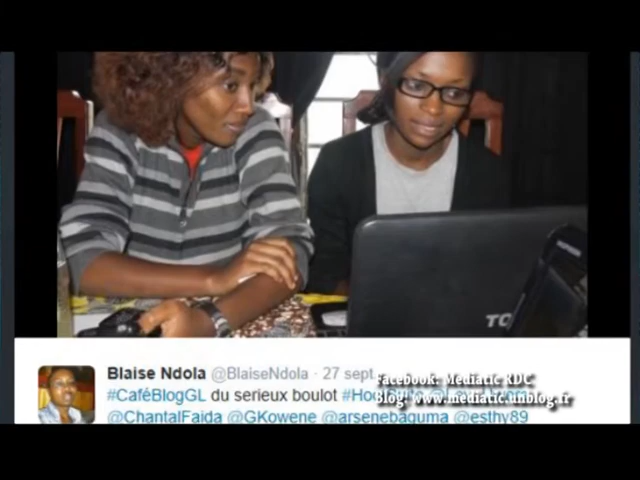 TO
Blaise Ndola @BlaiseNdola · 27 sept.
Facebook: Mediatic RDC
#CaféBlogGL du serieux boulot
Blog: www.mediatic.unblog.fr
@ChantalFaida @GKowene @arsenebaguma @esthy89